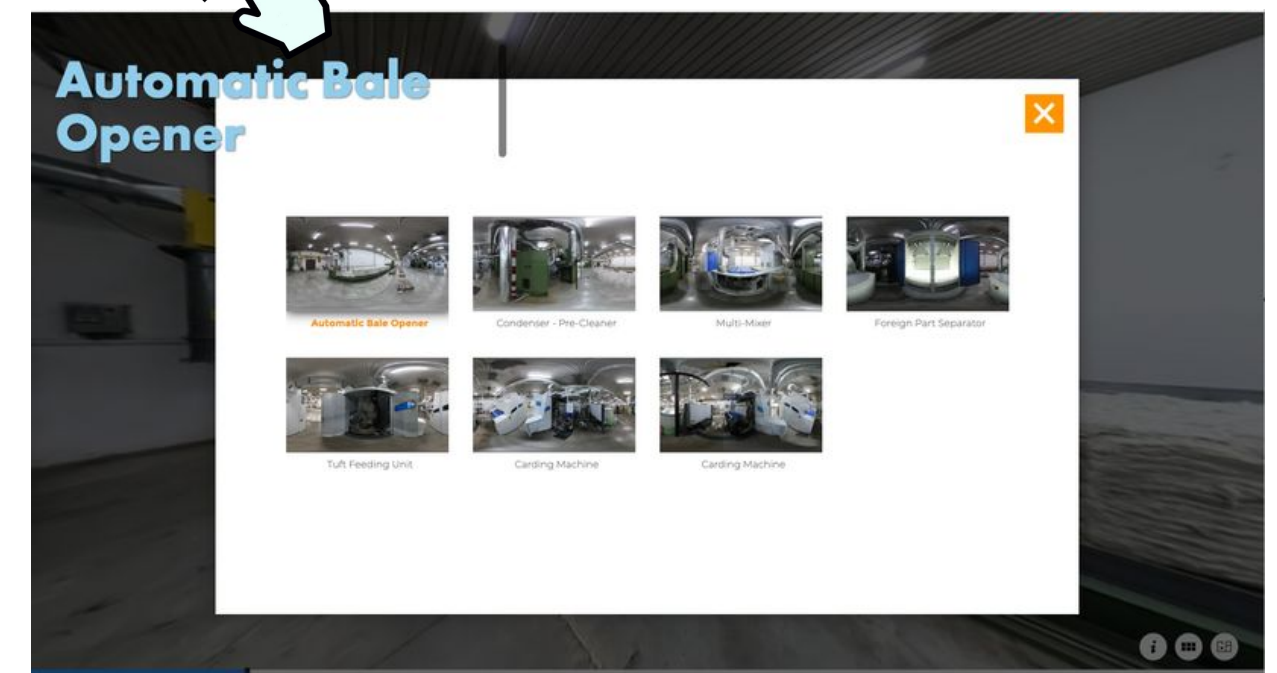 Automatic Bale
Opener
Automatic Bale Opener
Condenser - Pre-Cleaner
Multi-Mixer
Foreign Part Separator
Tuft Feeding Unit
Carding Machine
Carding Machine
i